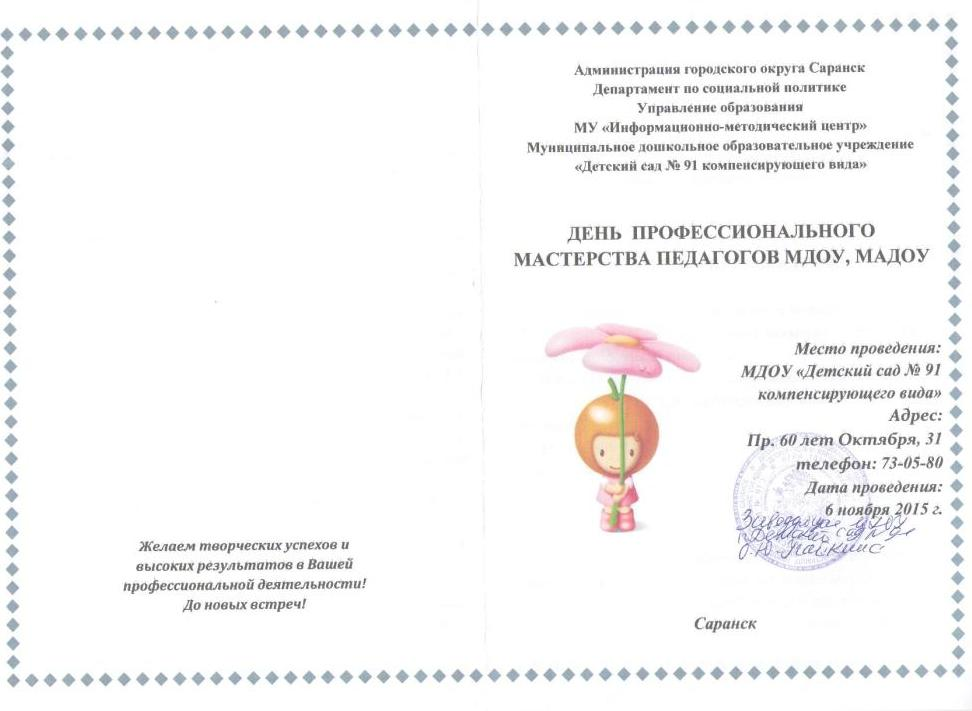 Желаем творческих успехов и
высоких результатов в Вашей
профессиональной деятельности!
До новых встреч!
Администрация городского округа Саранск
Департамент по социальной политике
Управление образования
МУ «Информационно-методический центр»
Муниципальное дошкольное образовательное учреждение
«Детский сад № 91 компенсирующего вида»
ДЕНЬ ПРОФЕССИОНАЛЬНОГО
МАСТЕРСТВА ПЕДАГОГОВ МДОУ, МАДОУ
Место проведения:
МДОУ «Детский сад № 91
компенсирующего вида»
Адрес:
Пр. 60 лет Октября, 31
телефон: 73-05-80
Дата проведения:
6 ноября 2015 г.
Заведующая МДОУ
Детский сад № 91
Саранск